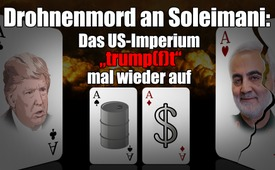 Drohnenmord an Soleimani:
Das US-Imperium
„trump(f)t“
mal wieder auf
A
A
A
A
$